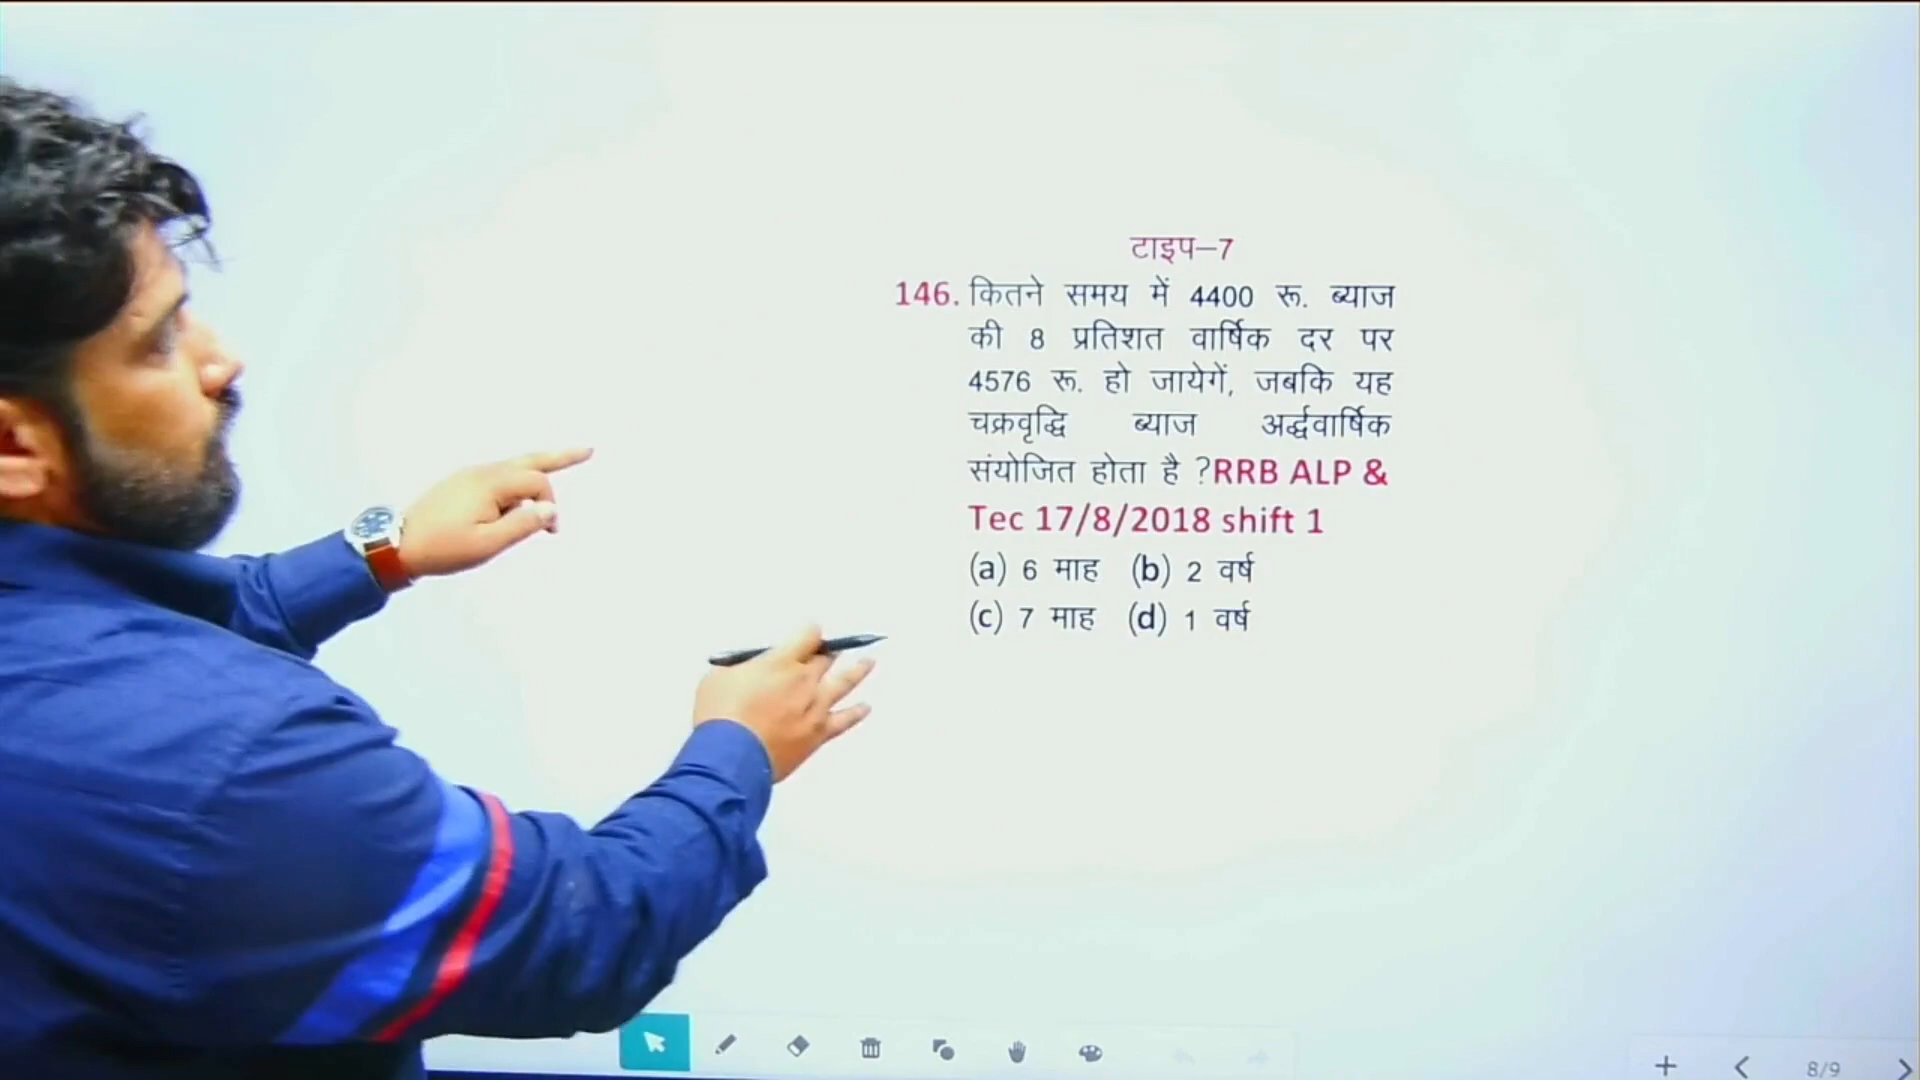 टाइप–7
146. कितने समय में 4400 रू. ब्याज
की 8 प्रतिशत वार्षिक दर पर
4576 रू. हो जायेगें, जबकि यह
चक्रवृद्धि ब्याज अर्द्धवार्षिक
संयोजित होता है ?RRB ALP &
Tec 17/8/2018 shift 1
(a) 6 माह (b) 2 वर्ष
(c) 7 माह (d) 1 वर्ष
8/9